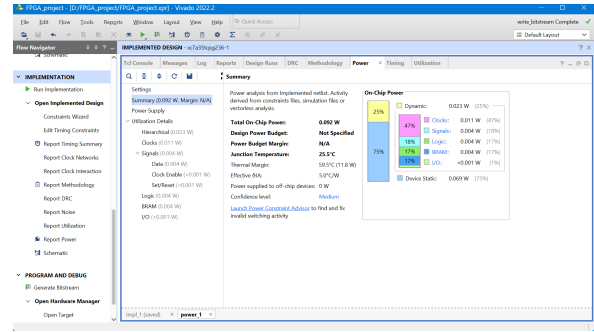 FPGA_project - [D:/FPGA_project/FPGA_project.xpr] - Vivado 2022.2
File Edit Flow Tools Reports Window Layout View Help Quick Access
write_bitstream Complete
Default Layout
Flow Navigator
IMPLEMENTED DESIGN - xc7a35tcpg236-1
Schematic
IMPLEMENTATION
Run Implementation
Open Implemented Design
Constraints Wizard
Edit Timing Constraints
Report Timing Summary
Report Clock Networks
Report Clock Interaction
Report Methodology
Report DRC
Report Noise
Report Utilization
Report Power
Schematic
PROGRAM AND DEBUG
Generate Bitstream
Open Hardware Manager
Open Target
Tcl Console Messages Log Reports Design Runs DRC Methodology Power Timing Utilization
Summary
Settings
Summary (0.092 W, Margin: N/A)
Power Supply
Utilization Details
Hierarchical (0.023 W)
Clocks (0.011 W)
Signals (0.004 W)
Data (0.004 W)
Clock Enable (<0.001 W)
Set/Reset (<0.001 W)
Logic (0.004 W)
BRAM (0.004 W)
I/O (<0.001 W)
Power analysis from Implemented netlist. Activity
derived from constraints files, simulation files or
vectorless analysis.
Total On-Chip Power: 0.092 W
Design Power Budget: Not Specified
Power Budget Margin: N/A
Junction Temperature: 25.5°C
Thermal Margin: 59.5°C (11.8 W)
Effective θJA: 5.0°C/W
Power supplied to off-chip devices: 0 W
Confidence level: Medium
Launch Power Constraint Advisor to find and fix
invalid switching activity
On-Chip Power
25%
75%
Dynamic: 0.023 W (25%)
47%
18%
17%
17%
Clocks: 0.011 W (47%)
Signals: 0.004 W (18%)
Logic: 0.004 W (17%)
BRAM: 0.004 W (17%)
I/O: <0.001 W (1%)
Device Static: 0.069 W (75%)
impl_1 (saved) power_1